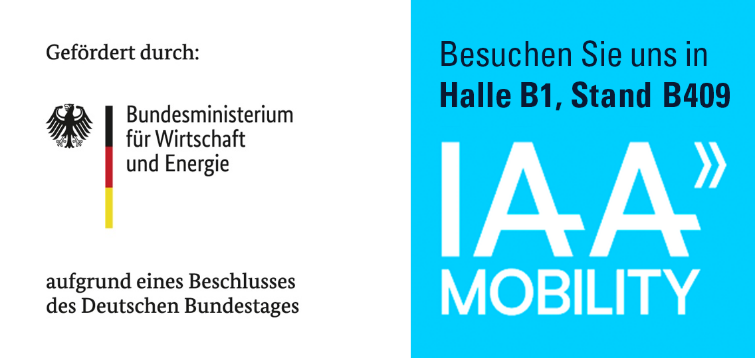 Gefördert durch:
Bundesministerium
für Wirtschaft
und Energie
aufgrund eines Beschlusses
des Deutschen Bundestages
Besuchen Sie uns in
Halle B1, Stand B409
IAA
MOBILITY